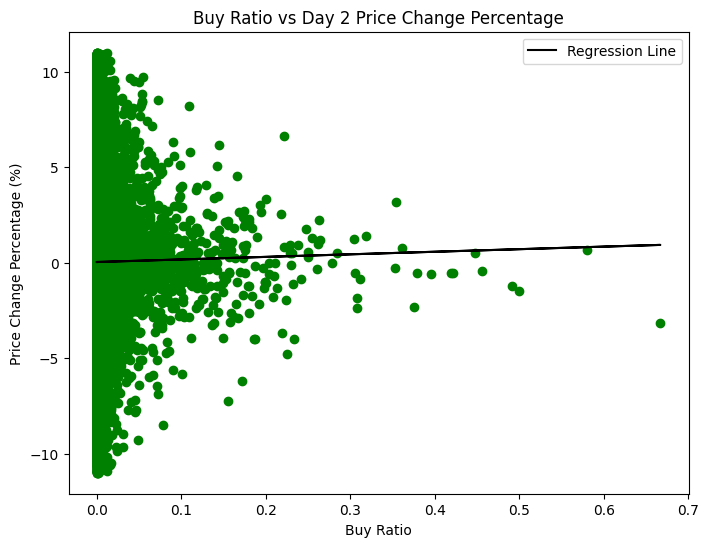 Buy Ratio vs Day 2 Price Change Percentage
Regression Line
Price Change Percentage (%)
10
5
0
−5
−10
0.0 0.1 0.2 0.3 0.4 0.5 0.6 0.7
Buy Ratio